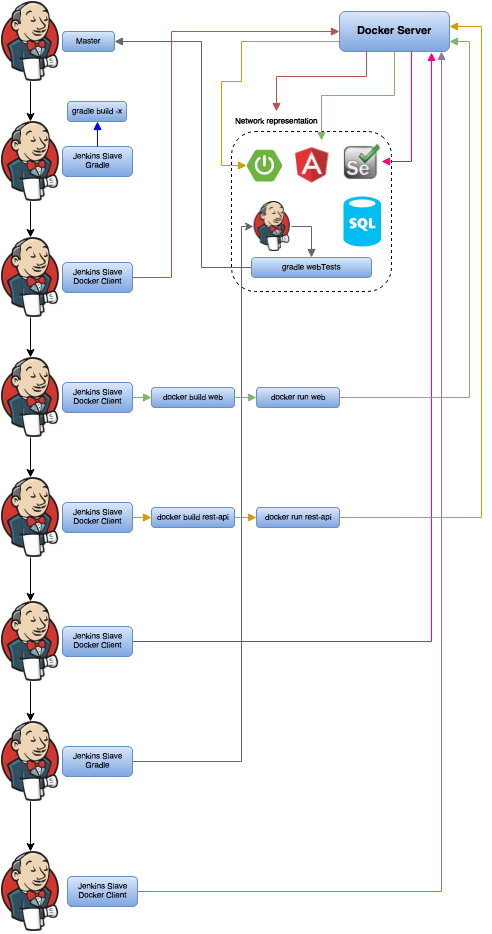 Docker Server
Master
gradle build -x
Network representation
Jenkins Slave
Gradle
Se
SQL
Jenkins Slave
Docker Client
gradle webTests
Jenkins Slave
Docker Client
docker build web
docker run web
Jenkins Slave
Docker Client
docker build rest-api
docker run rest-api
Jenkins Slave
Docker Client
Jenkins Slave
Gradle
Jenkins Slave
Docker Client